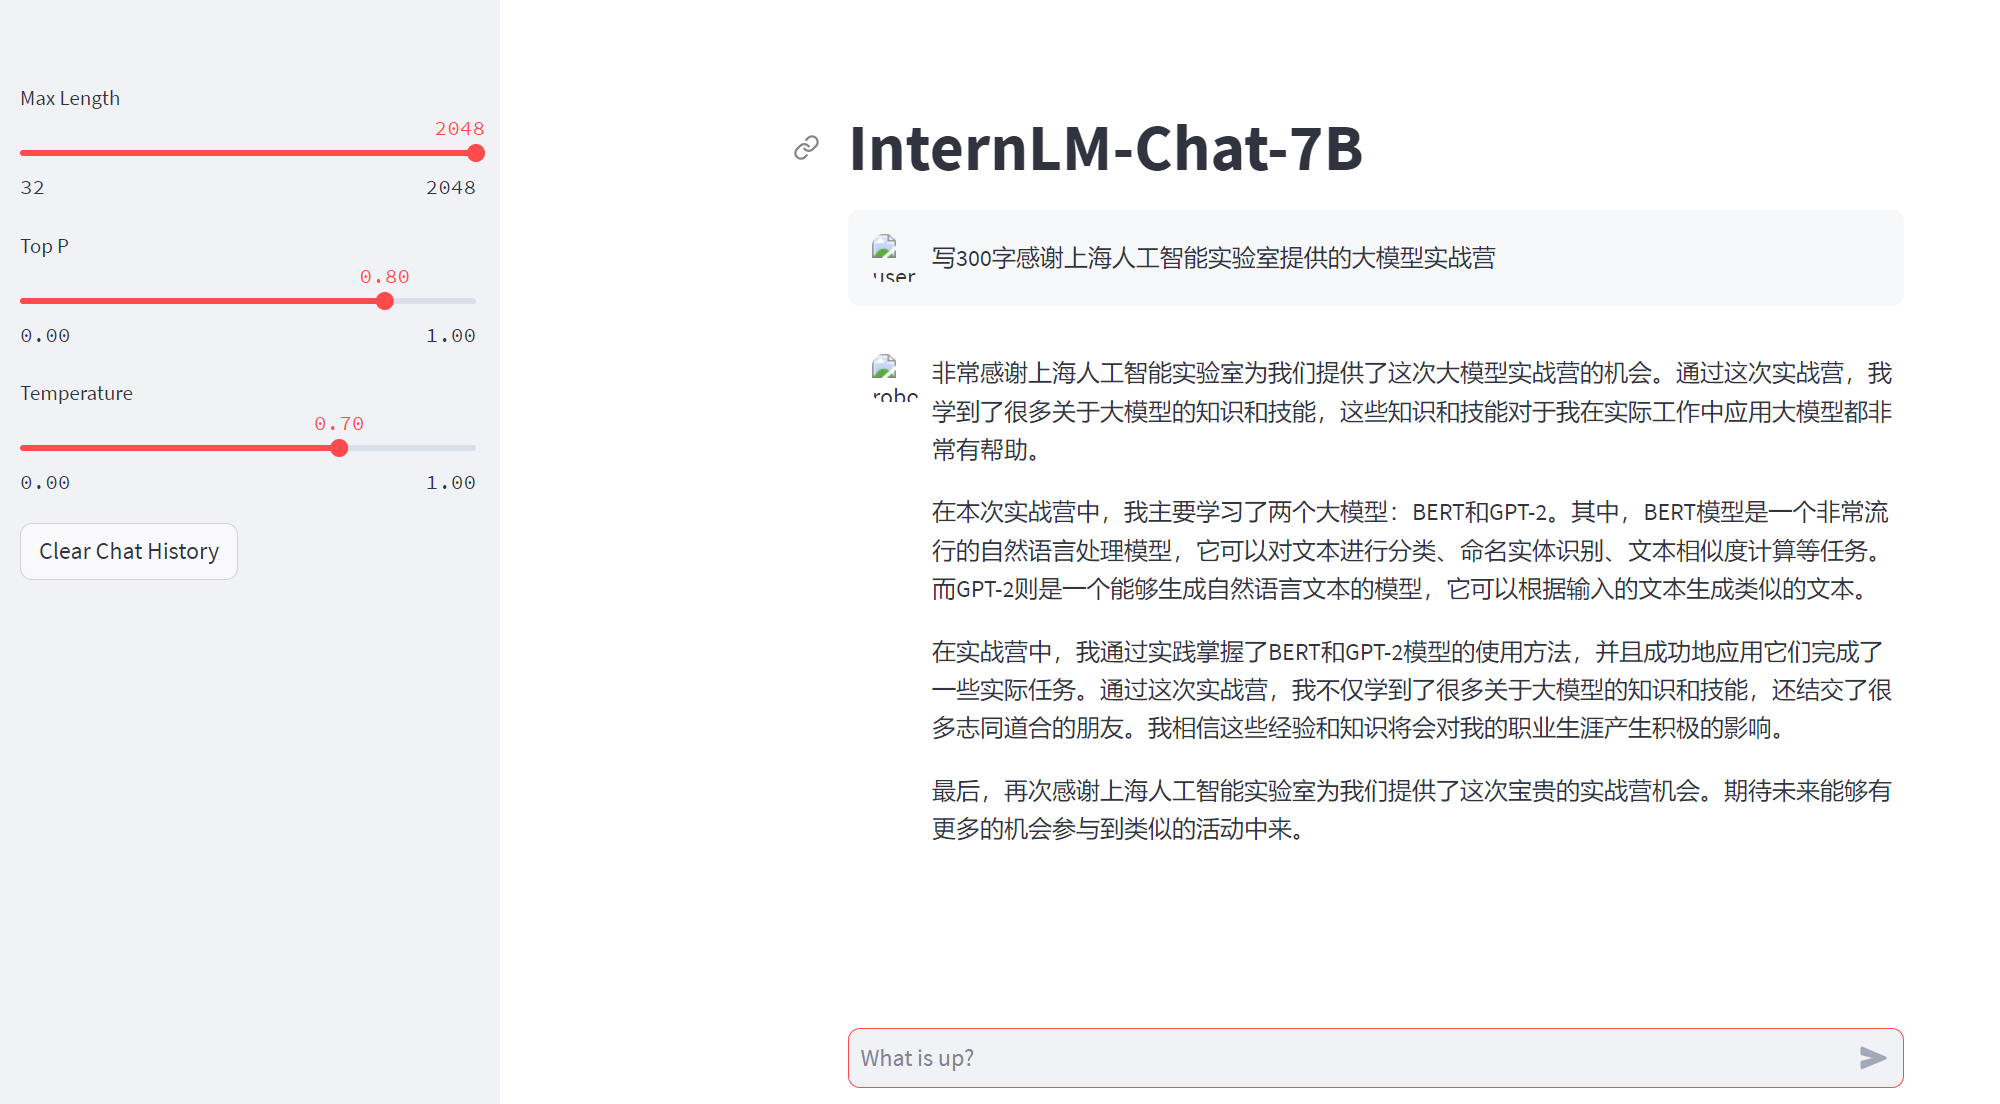 Max Length
2048
32 2048
Top P
0.80
0.00 1.00
Temperature
0.70
0.00 1.00
Clear Chat History
InternLM-Chat-7B
user
写300字感谢上海人工智能实验室提供的大模型实战营
robo
非常感谢上海人工智能实验室为我们提供了这次大模型实战营的机会。通过这次实战营，我
学到了很多关于大模型的知识和技能，这些知识和技能对于我在实际工作中应用大模型都非
常有帮助。
在本次实战营中，我主要学习了两个大模型：BERT和GPT-2。其中，BERT模型是一个非常流
行的自然语言处理模型，它可以对文本进行分类、命名实体识别、文本相似度计算等任务。
而GPT-2则是一个能够生成自然语言文本的模型，它可以根据输入的文本生成类似的文本。
在实战营中，我通过实践掌握了BERT和GPT-2模型的使用方法，并且成功地应用它们完成了
一些实际任务。通过这次实战营，我不仅学到了很多关于大模型的知识和技能，还结交了很
多志同道合的朋友。我相信这些经验和知识将会对我的职业生涯产生积极的影响。
最后，再次感谢上海人工智能实验室为我们提供了这次宝贵的实战营机会。期待未来能够有
更多的机会参与到类似的活动中来。
What is up?